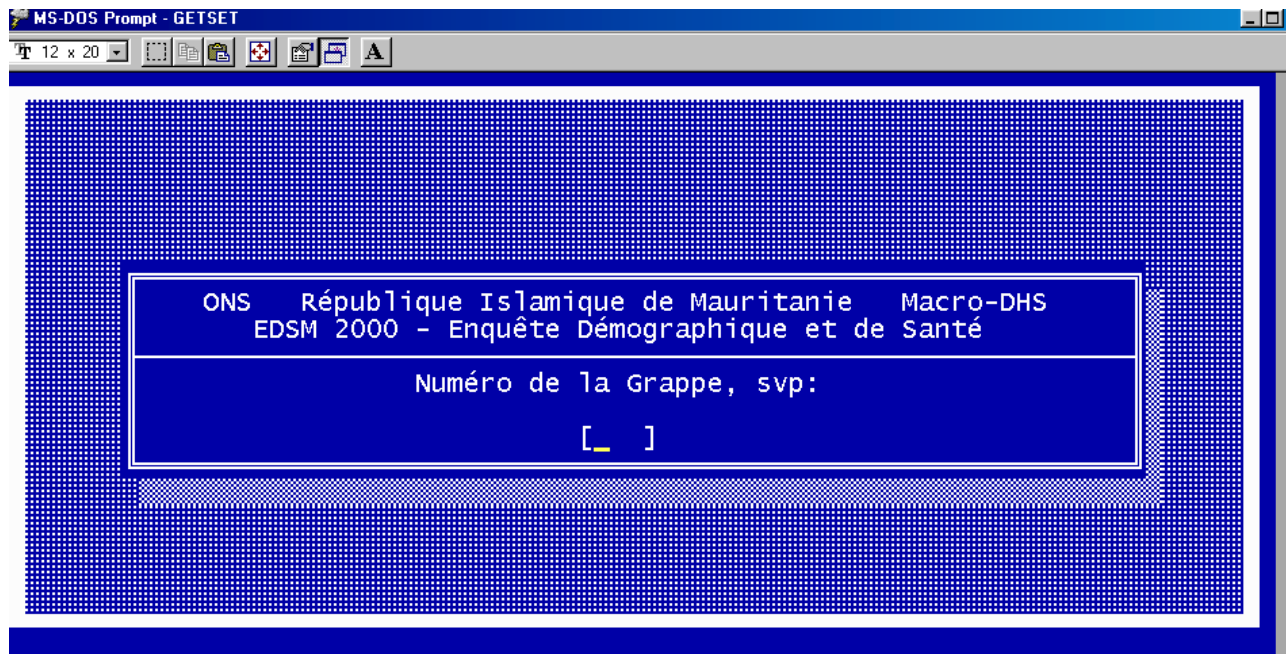 MS-DOS Prompt - GETSET
12 x 20 A
ONS République Islamique de Mauritanie Macro-DHS
EDSM 2000 - Enquête Démographique et de Santé
Numéro de la Grappe, svp:
[_ ]